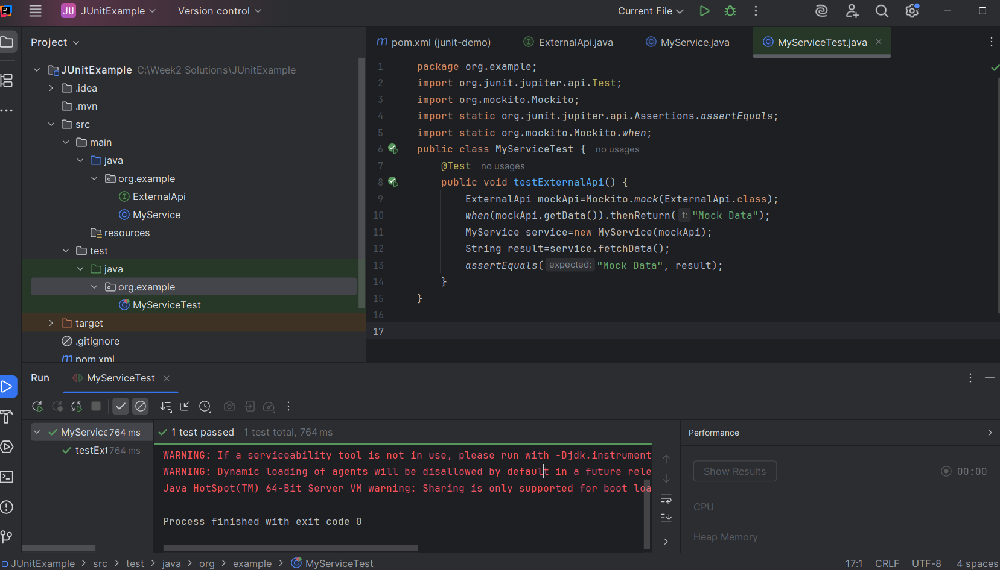 JU JUnitExample Version control Current File
Project
JUnitExample C:\Week2 Solutions\JUnitExample
.idea
.mvn
src
main
java
org.example
ExternalApi
MyService
resources
test
java
org.example
MyServiceTest
target
.gitignore
pom.xml
pom.xml (junit-demo) ExternalApi.java MyService.java MyServiceTest.java
1 package org.example;
2 import org.junit.jupiter.api.Test;
3 import org.mockito.Mockito;
4 import static org.junit.jupiter.api.Assertions.assertEquals;
5 import static org.mockito.Mockito.when;
6 public class MyServiceTest { no usages
7 @Test no usages
8 public void testExternalApi() {
9 ExternalApi mockApi=Mockito.mock(ExternalApi.class);
10 when(mockApi.getData()).thenReturn( t: "Mock Data");
11 MyService service=new MyService(mockApi);
12 String result=service.fetchData();
13 assertEquals( expected: "Mock Data", result);
14 }
15 }
16
17
Run MyServiceTest
MyService 764 ms
testExt 764 ms
1 test passed 1 test total, 764 ms
WARNING: If a serviceability tool is not in use, please run with -Djdk.instrument
WARNING: Dynamic loading of agents will be disallowed by default in a future rele
Java HotSpot(TM) 64-Bit Server VM warning: Sharing is only supported for boot loa
Process finished with exit code 0
Performance
Show Results 00:00
CPU
Heap Memory
JUnitExample > src > test > java > org > example > MyServiceTest 17:1 CRLF UTF-8 4 spaces